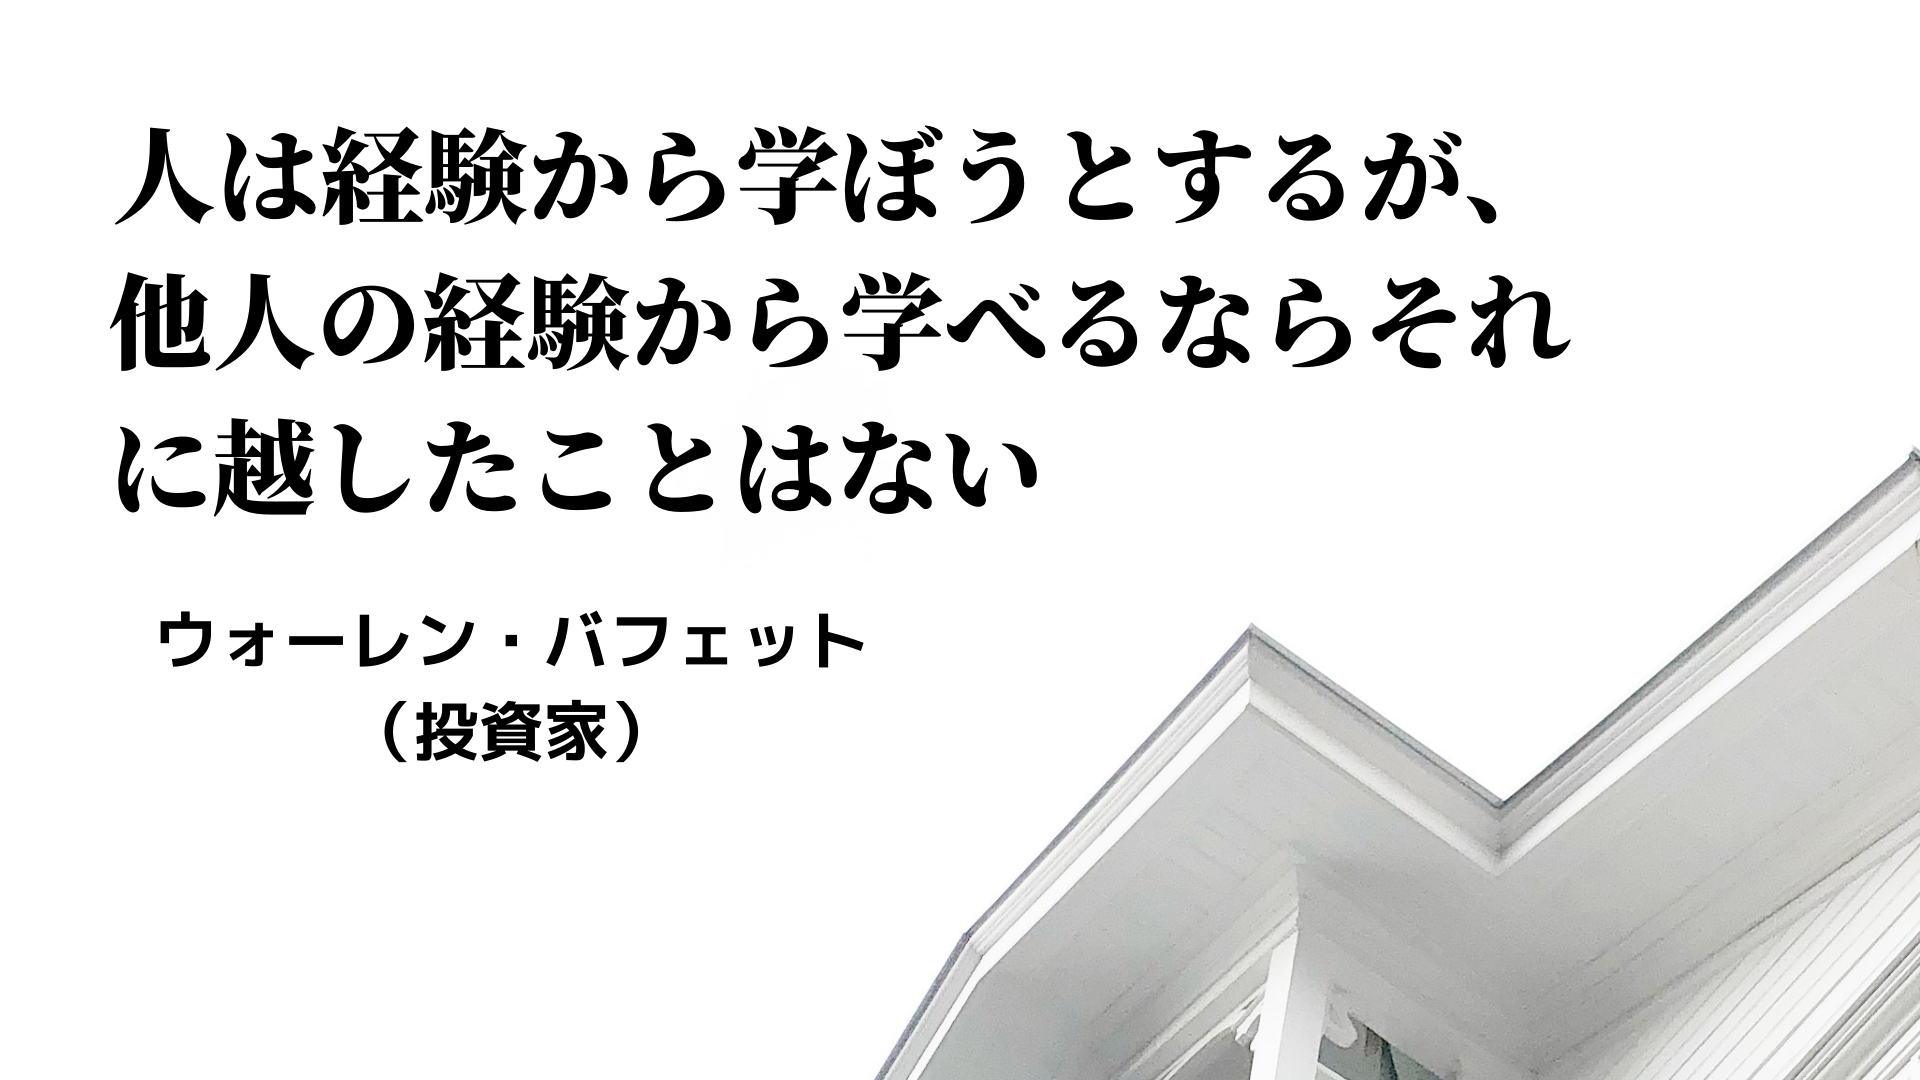 人は経験から学ぼうとするが、
他人の経験から学べるならそれ
に越したことはない
ウォーレン・バフェット
（投資家）